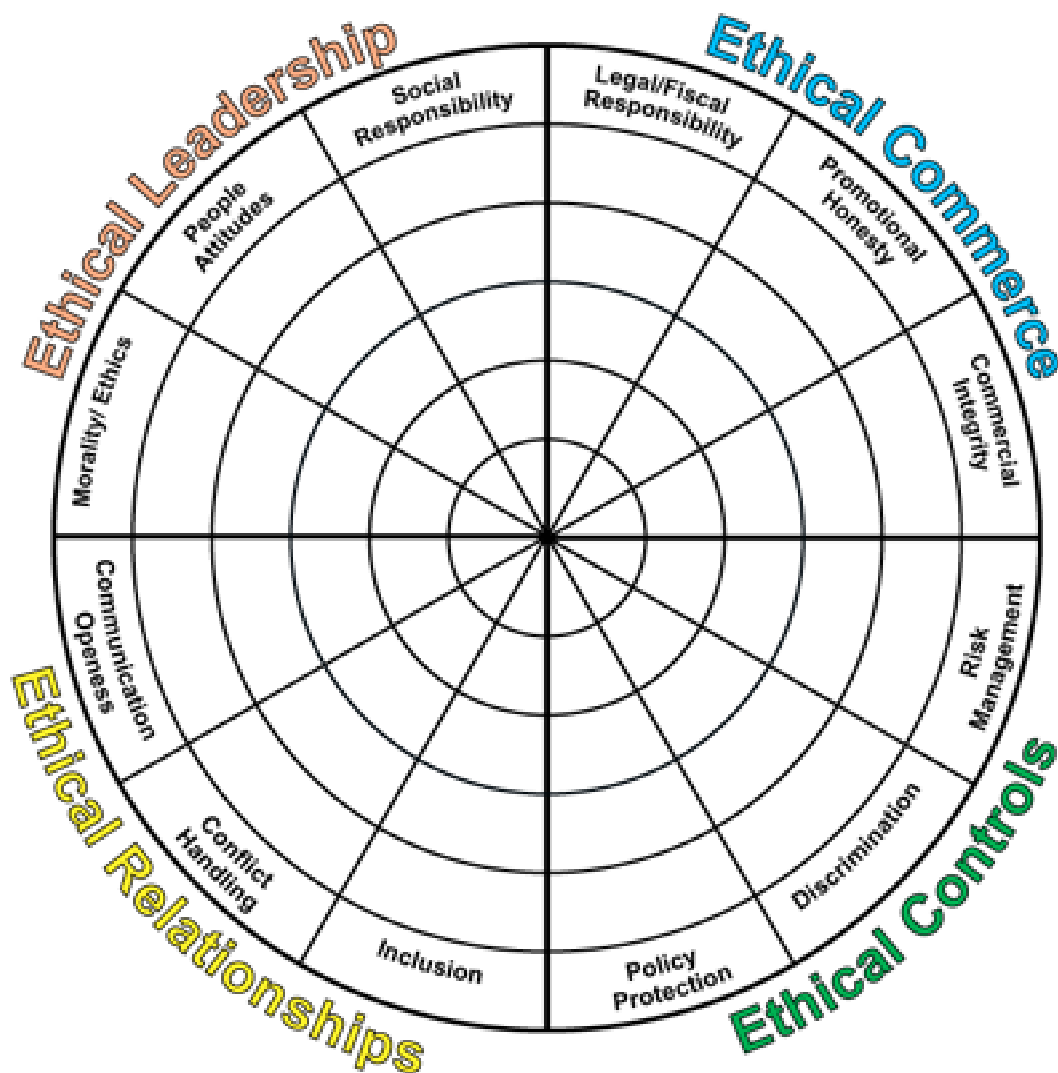 Ethical Leadership
Social
Responsibility
People
Attitudes
Morality/ Ethics
Ethical Commerce
Legal/Fiscal
Responsibility
Promotional
Honesty
Commercial
Integrity
Ethical Relationships
Communication
Openess
Conflict
Handling
Inclusion
Ethical Controls
Risk
Management
Discrimination
Policy
Protection